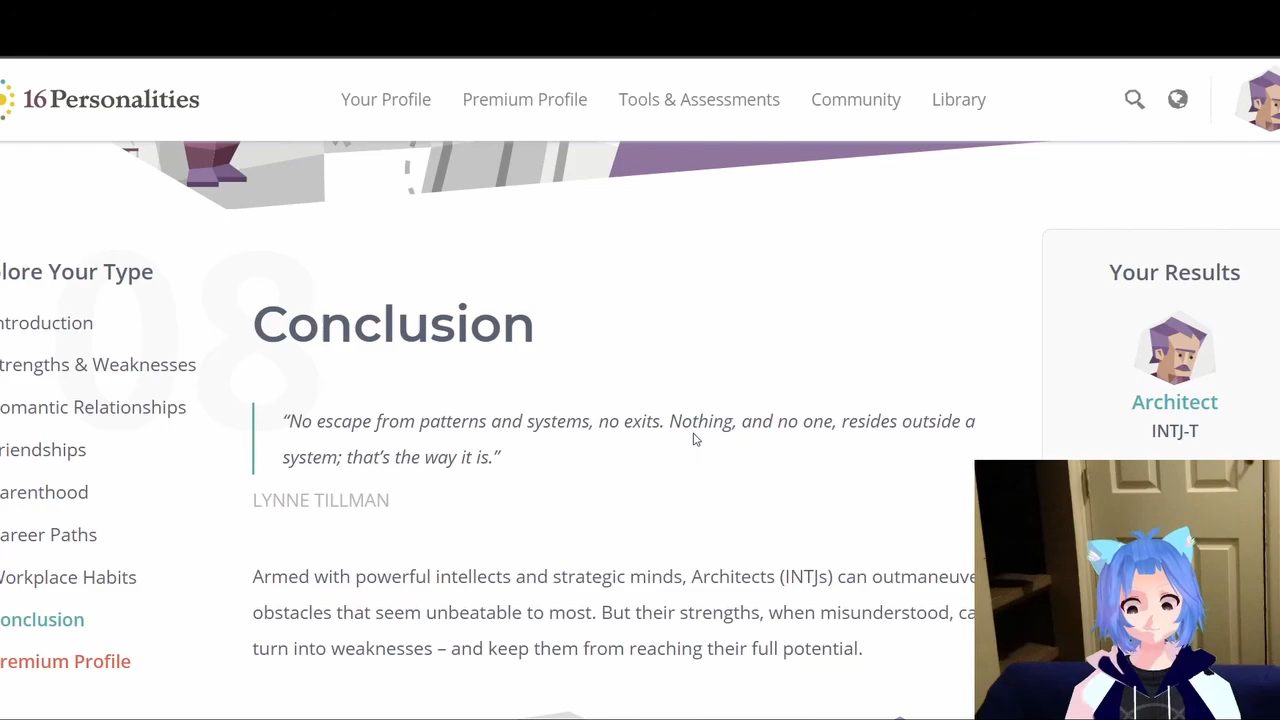 16Personalities
Your Profile
Premium Profile
Tools & Assessments
Community
Library
08
plore Your Type
ntroduction
trengths & Weaknesses
omantic Relationships
riendships
arenthood
areer Paths
Workplace Habits
onclusion
remium Profile
Conclusion
“No escape from patterns and systems, no exits. Nothing, and no one, resides outside a
system; that’s the way it is.”
LYNNE TILLMAN
Armed with powerful intellects and strategic minds, Architects (INTJs) can outmaneuve
obstacles that seem unbeatable to most. But their strengths, when misunderstood, ca
turn into weaknesses – and keep them from reaching their full potential.
Your Results
Architect
INTJ-T